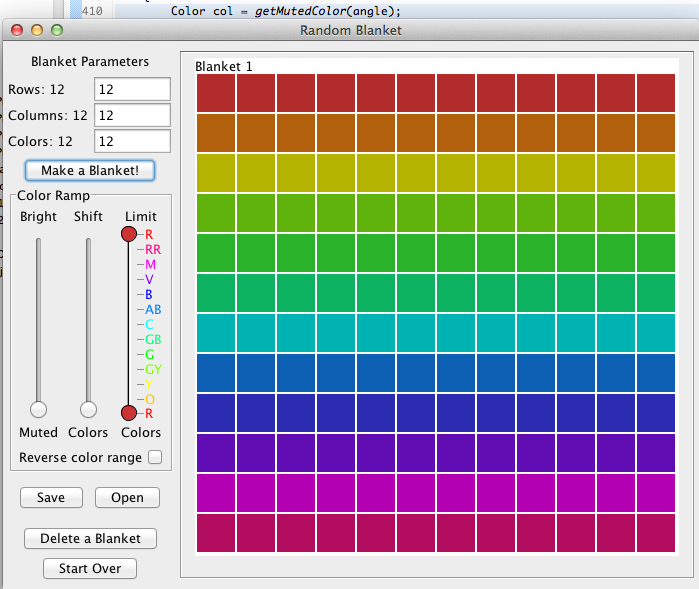 410 Color col = getMutedColor(angle);
Random Blanket
Blanket Parameters
Rows: 12 12
Columns: 12 12
Colors: 12 12
Make a Blanket!
Color Ramp
Bright Shift Limit
R
RR
M
V
B
AB
C
GB
G
GY
Y
O
R
Muted Colors Colors
Reverse color range
Save Open
Delete a Blanket
Start Over
Blanket 1